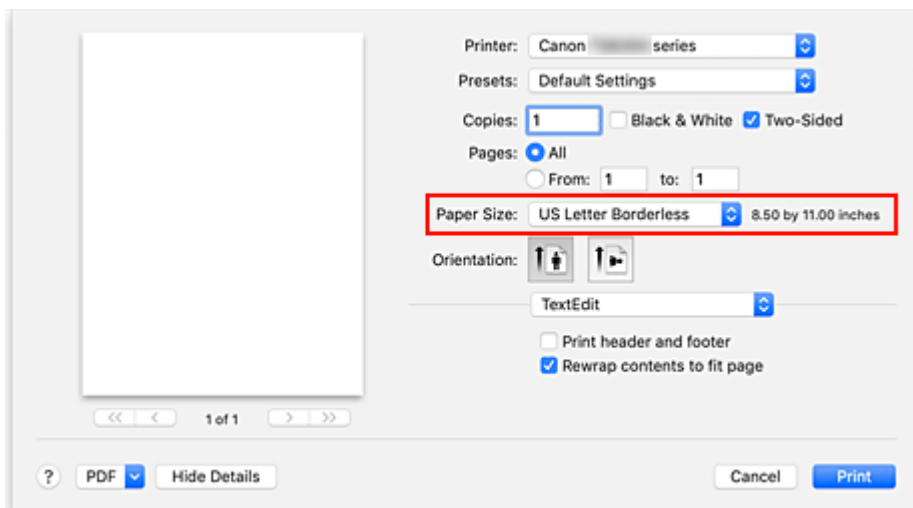 Printer: Canon series
Presets: Default Settings
Copies: 1 Black & White Two-Sided
Pages: All
From: 1 to: 1
Paper Size: US Letter Borderless 8.50 by 11.00 inches
Orientation:
TextEdit
Print header and footer
Rewrap contents to fit page
<< < 1 of 1 > >>
? PDF Hide Details Cancel Print